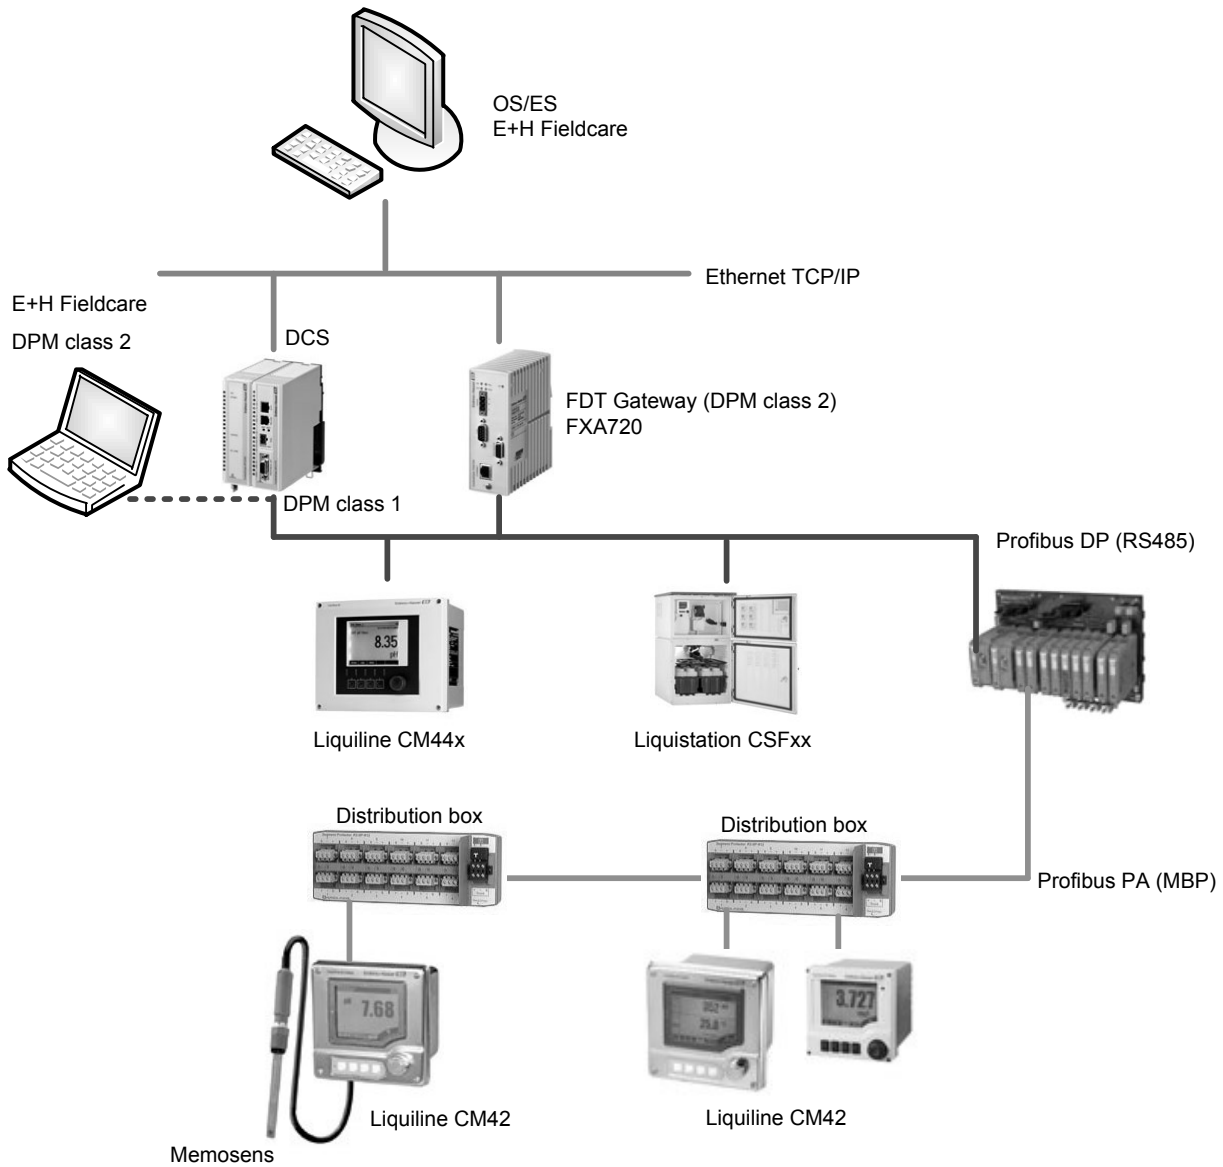 OS/ES
E+H Fieldcare
Ethernet TCP/IP
E+H Fieldcare
DPM class 2
DCS
FDT Gateway (DPM class 2)
FXA720
DPM class 1
Profibus DP (RS485)
8.35
pH
Liquiline CM44x
Liquistation CSFxx
Distribution box
Distribution box
Profibus PA (MBP)
pH 7.68
3.727
Liquiline CM42
Liquiline CM42
Memosens